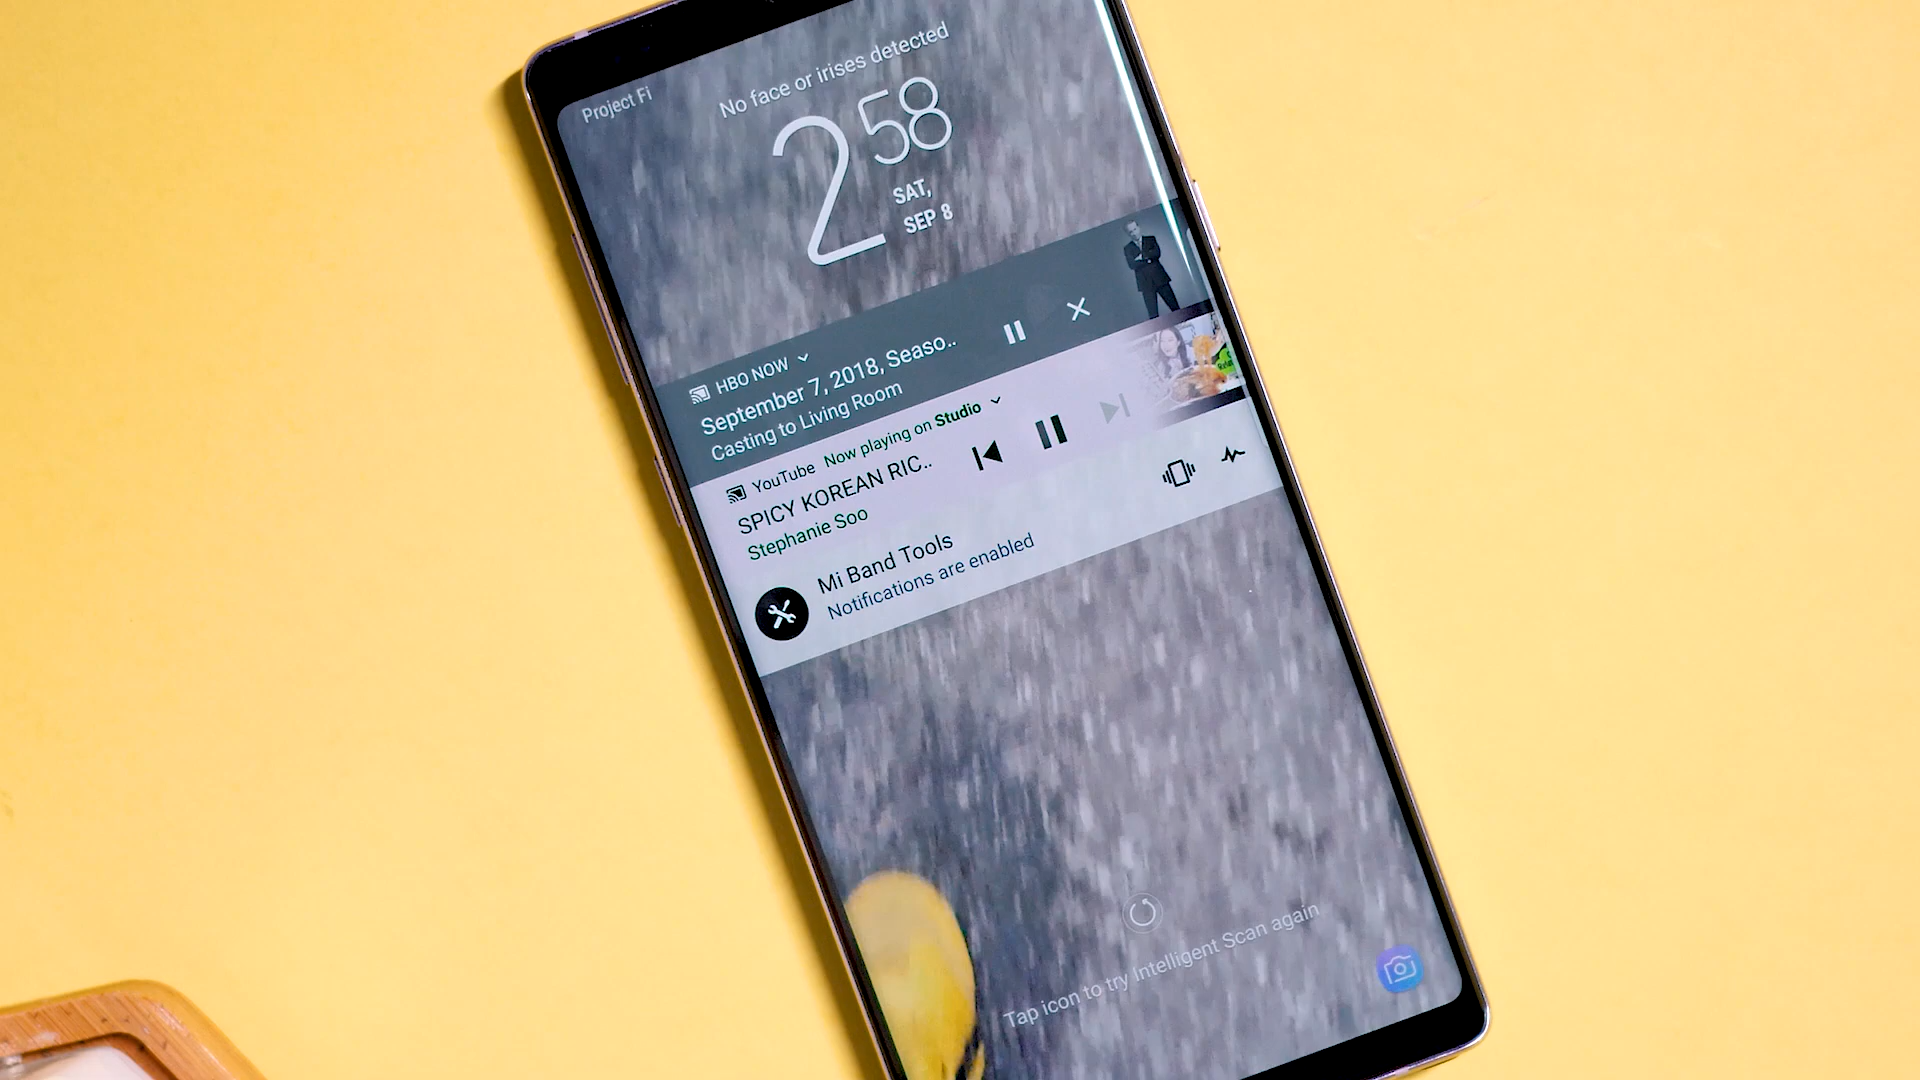 Project Fi
No face or irises detected
2 58
SAT,
SEP 8
HBO NOW
September 7, 2018, Seaso..
Casting to Living Room
YouTube Now playing on Studio
SPICY KOREAN RIC..
Stephanie Soo
Mi Band Tools
Notifications are enabled
Tap icon to try Intelligent Scan again